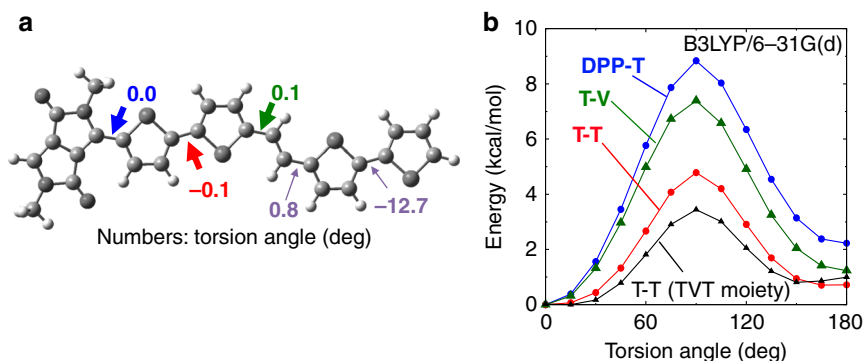 a
0.0
0.1
–0.1
0.8
–12.7
Numbers: torsion angle (deg)
b
B3LYP/6–31G(d)
DPP-T
T-V
T-T
T-T (TVT moiety)
Energy (kcal/mol)
10
8
6
4
2
0
0 60 120 180
Torsion angle (deg)